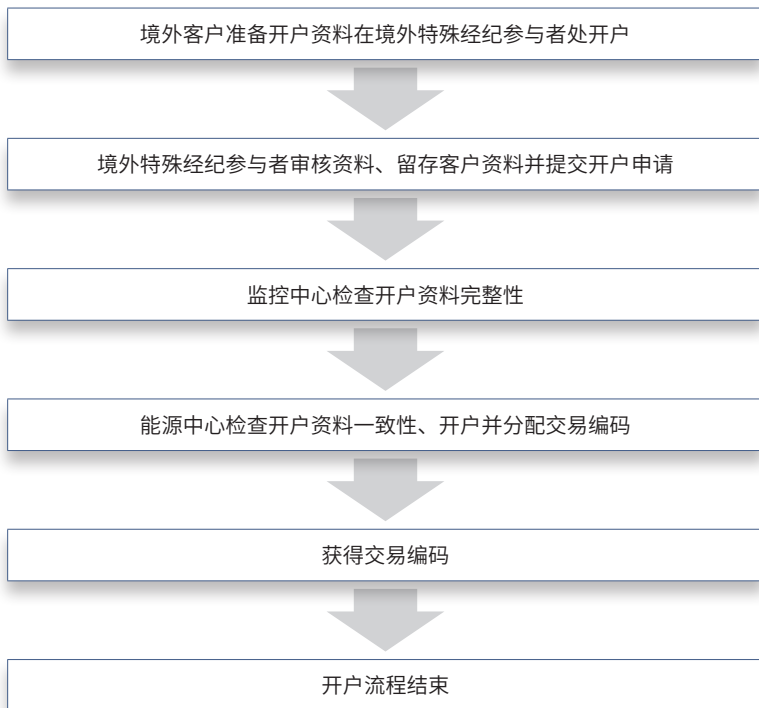 境外客户准备开户资料在境外特殊经纪参与者处开户
境外特殊经纪参与者审核资料、留存客户资料并提交开户申请
监控中心检查开户资料完整性
能源中心检查开户资料一致性、开户并分配交易编码
获得交易编码
开户流程结束